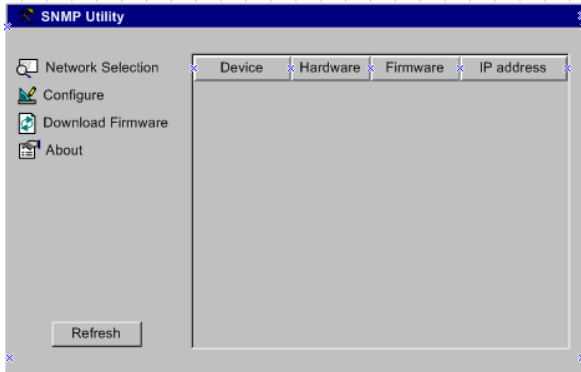 SNMP Utility
Network Selection
Configure
Download Firmware
About
Device Hardware Firmware IP address
Refresh